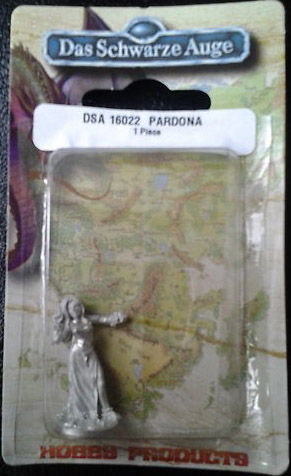 Das Schwarze Auge
DSA 16022 PARDONA
1 Piece
HOBBY PRODUCTS